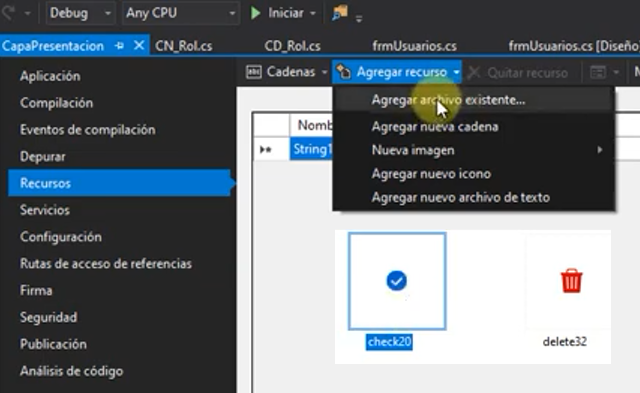 Debug Any CPU Iniciar
CapaPresentacion CN_Rol.cs CD_Rol.cs frmUsuarios.cs frmUsuarios.cs [Diseño]
Aplicación
Compilación
Eventos de compilación
Depurar
Recursos
Servicios
Configuración
Rutas de acceso de referencias
Firma
Seguridad
Publicación
Análisis de código
abc Cadenas Agregar recurso Quitar recurso
Agregar archivo existente...
Agregar nueva cadena
Nueva imagen
Agregar nuevo icono
Agregar nuevo archivo de texto
Nomb
String1
check20 delete32